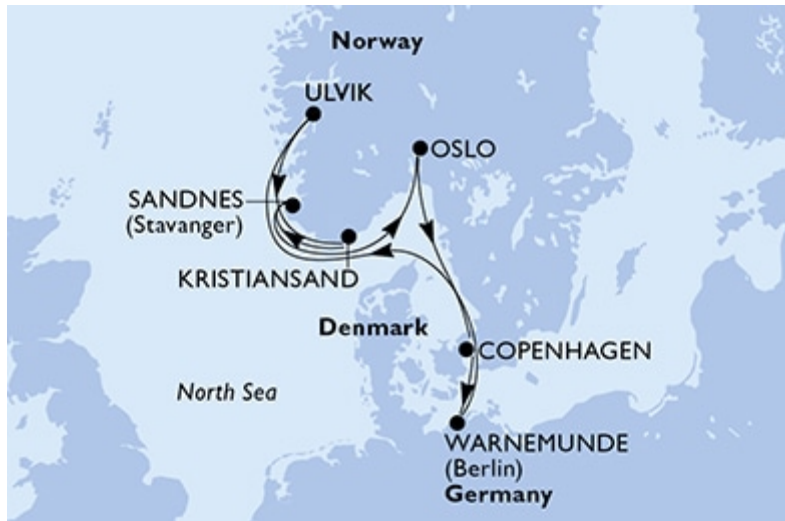 Norway
ULVIK
OSLO
SANDNES
(Stavanger)
KRISTIANSAND
Denmark
COPENHAGEN
North Sea
WARNEMUNDE
(Berlin)
Germany